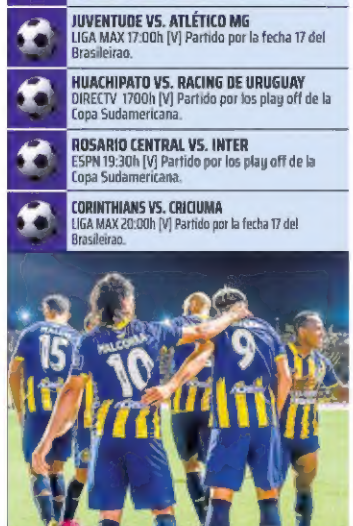 JUVENTUDE VS. ATLÉTICO MG
LIGA MAX 17:00h [V] Partido por la fecha 17 del
Brasileirao.
HUACHIPATO VS. RACING DE URUGUAY
DIRECTV 1700h [V] Partido por los play off de la
Copa Sudamericana.
ROSARIO CENTRAL VS. INTER
ESPN 19:30h [V] Partido por los play off de la
Copa Sudamericana.
CORINTHIANS VS. CRICIUMA
LIGA MAX 20:00h [V] Partido por la fecha 17 del
Brasileirao.
15
MALCORRA
10
9